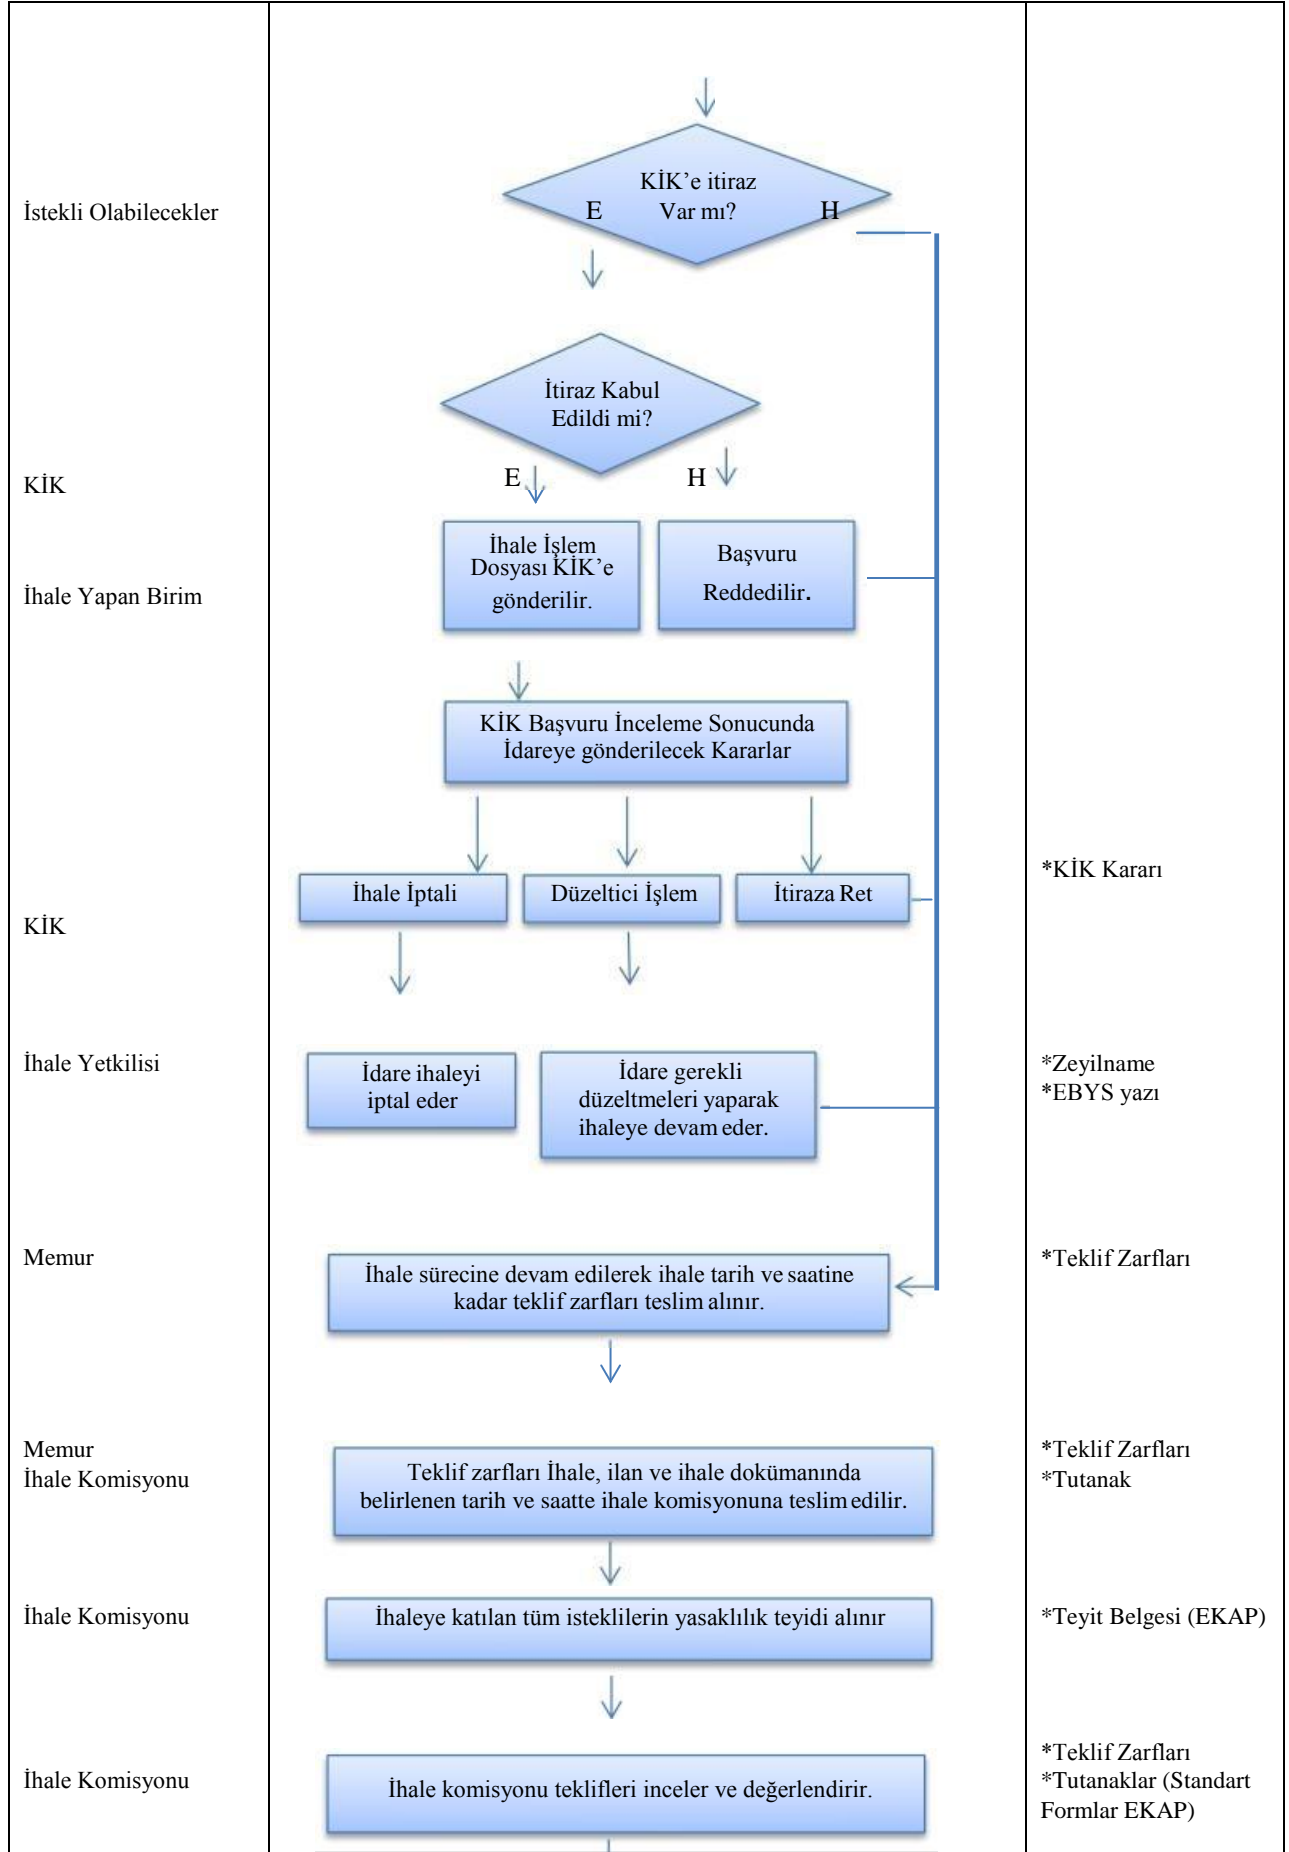 KİK’e itiraz
Var mı?
E
H
İstekli Olabilecekler
İtiraz Kabul
Edildi mi?
E
H
KİK
İhale İşlem
Dosyası KİK’e
gönderilir.
Başvuru
Reddedilir.
İhale Yapan Birim
KİK Başvuru İnceleme Sonucunda
İdareye gönderilecek Kararlar
*KİK Kararı
İhale İptali
Düzeltici İşlem
İtiraza Ret
KİK
İhale Yetkilisi
İdare ihaleyi
iptal eder
İdare gerekli
düzeltmeleri yaparak
ihaleye devam eder.
*Zeyilname
*EBYS yazı
Memur
İhale sürecine devam edilerek ihale tarih ve saatine
kadar teklif zarfları teslim alınır.
*Teklif Zarfları
Memur
İhale Komisyonu
Teklif zarfları İhale, ilan ve ihale dokümanında
belirlenen tarih ve saatte ihale komisyonuna teslim edilir.
*Teklif Zarfları
*Tutanak
İhale Komisyonu
İhaleye katılan tüm isteklilerin yasaklılık teyidi alınır
*Teyit Belgesi (EKAP)
İhale Komisyonu
İhale komisyonu teklifleri inceler ve değerlendirir.
*Teklif Zarfları
*Tutanaklar (Standart
Formlar EKAP)